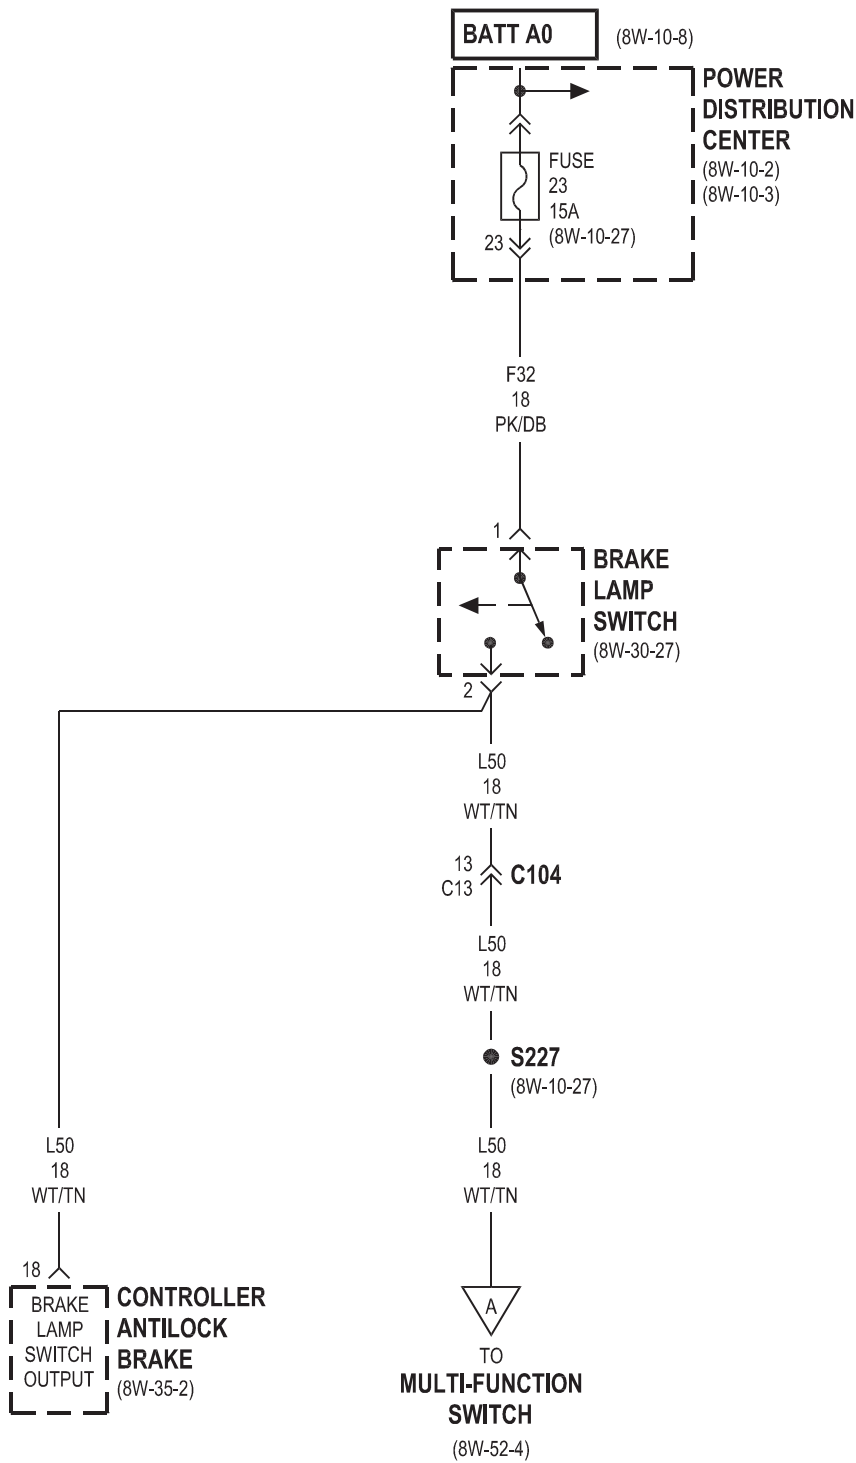 BATT A0
(8W-10-8)
POWER
DISTRIBUTION
CENTER
(8W-10-2)
(8W-10-3)
FUSE
23
15A
(8W-10-27)
23
F32
18
PK/DB
1
BRAKE
LAMP
SWITCH
(8W-30-27)
2
L50
18
WT/TN
13
C13
C104
L50
18
WT/TN
S227
(8W-10-27)
L50
18
WT/TN
L50
18
WT/TN
18
BRAKE
LAMP
SWITCH
OUTPUT
CONTROLLER
ANTILOCK
BRAKE
(8W-35-2)
A
TO
MULTI-FUNCTION
SWITCH
(8W-52-4)